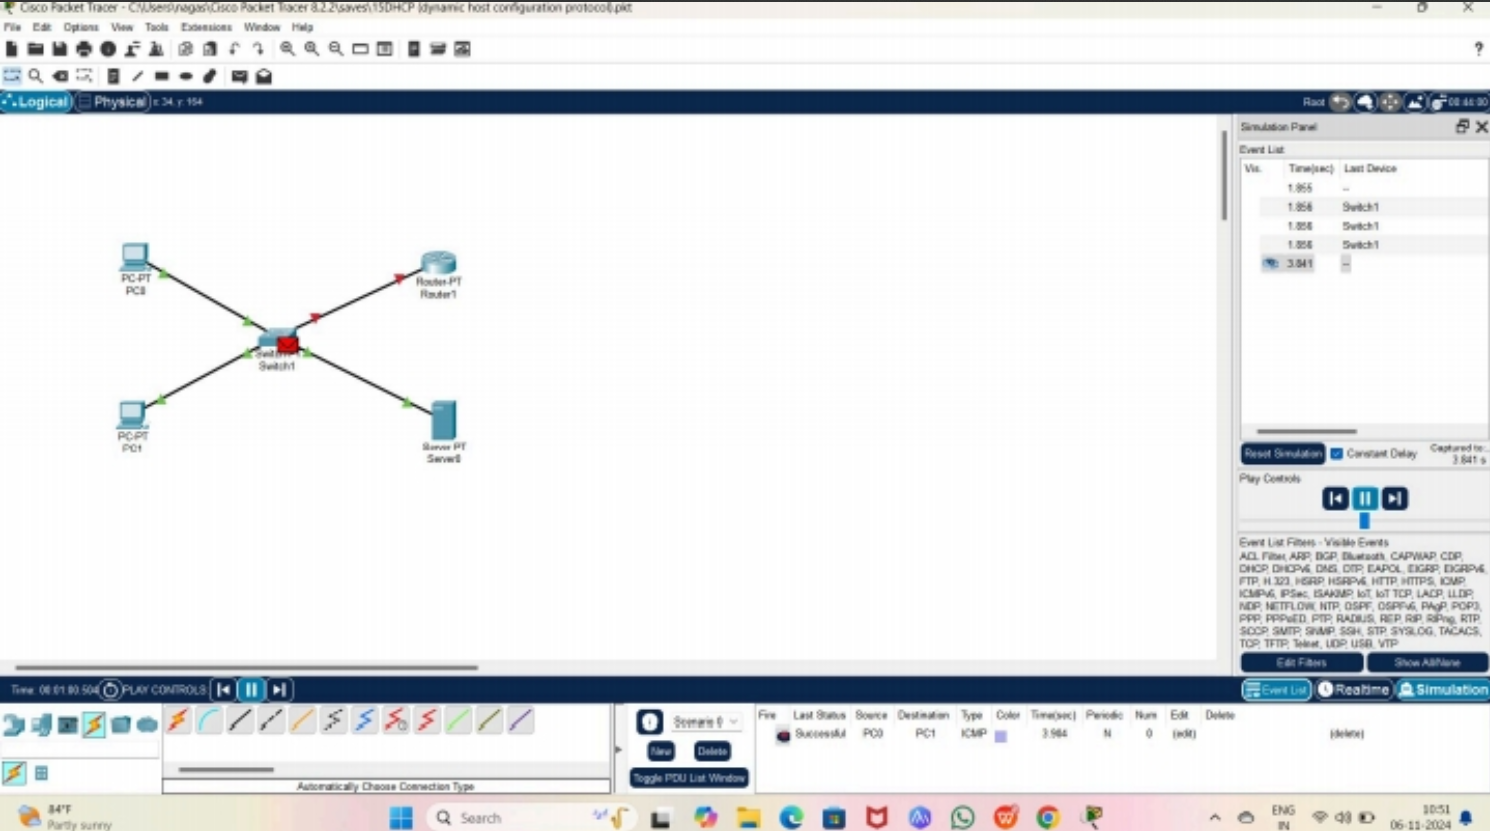 Cisco Packet Tracer - C:\Users\nagas\Cisco Packet Tracer 8.2.2\saves\15DHCP (dynamic host configuration protocol).pkt
File Edit Options View Tools Extensions Window Help
?
Logical Physical x: 34, y: 164
Root
Simulation Panel
Event List
Vis. Time(sec) Last Device
1.855 --
1.856 Switch1
1.856 Switch1
1.856 Switch1
3.841 --
PC-PT
PC0
Router-PT
Router1
Switch1
PC-PT
PC1
Server-PT
Server0
Reset Simulation Constant Delay Captured to:
3.841 s
Play Controls
Event List Filters - Visible Events
ACL Filter, ARP, BGP, Bluetooth, CAPWAP, CDP,
DHCP, DHCPv6, DNS, DTP, EAPOL, EIGRP, EIGRPv6,
FTP, H.323, HSRP, HSRPv6, HTTP, HTTPS, ICMP,
ICMPv6, IPSec, ISAKMP, IoT, IoT TCP, LACP, LLDP,
NDP, NETFLOW, NTP, OSPF, OSPFv6, PAgP, POP3,
PPP, PPPoED, PTP, RADIUS, REP, RIP, RIPng, RTP,
SCCP, SMTP, SNMP, SSH, STP, SYSLOG, TACACS,
TCP, TFTP, Telnet, UDP, USB, VTP
Edit Filters Show All/None
Time: 00:01:00.504 PLAY CONTROLS:
Event List Realtime Simulation
Scenario 0
New Delete
Toggle PDU List Window
Fire Last Status Source Destination Type Color Time(sec) Periodic Num Edit Delete
Successful PC0 PC1 ICMP 3.984 N 0 (edit) (delete)
Automatically Choose Connection Type
84°F
Partly sunny
Search
ENG
IN
10:51
06-11-2024